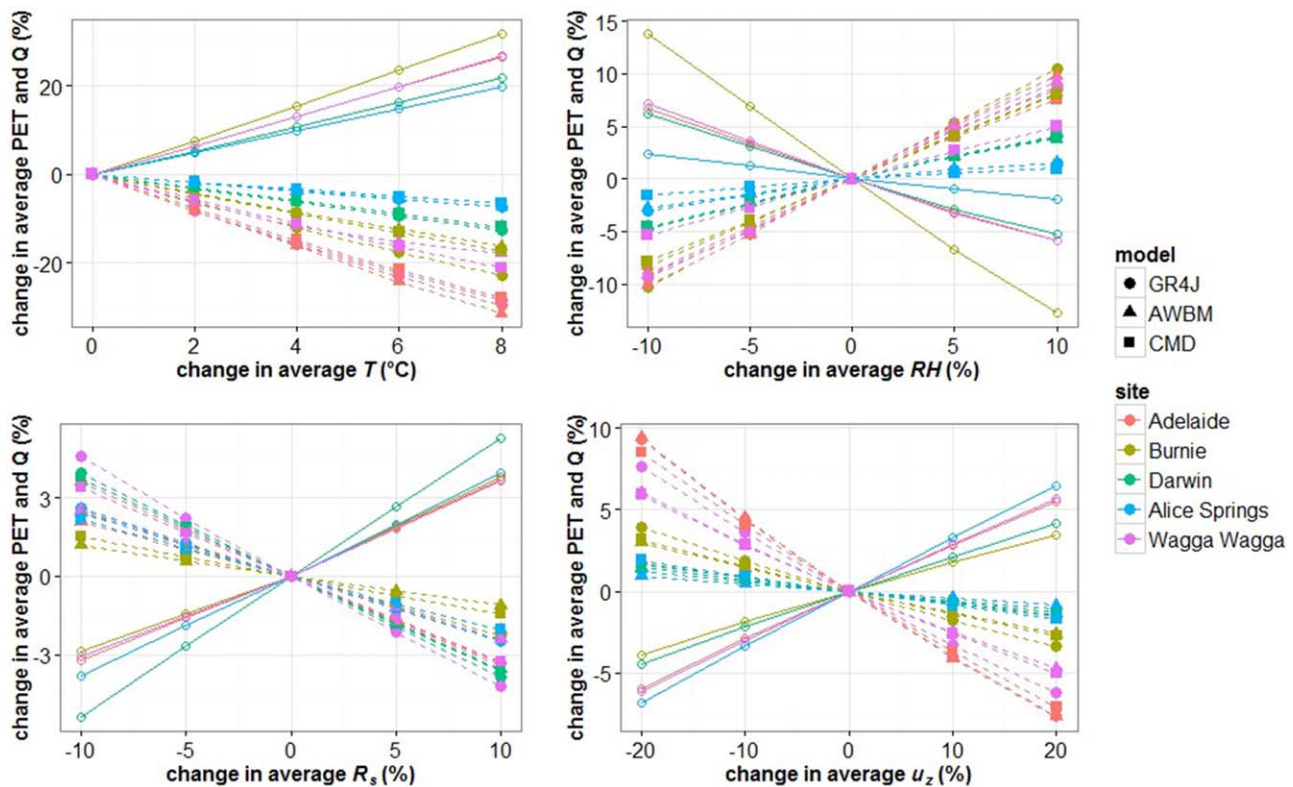 change in average PET and Q (%)
20
0
-20
0
2
4
6
8
change in average T (°C)
change in average PET and Q (%)
15
10
5
0
-5
-10
-10
-5
0
5
10
change in average RH (%)
model
GR4J
AWBM
CMD
site
Adelaide
Burnie
Darwin
Alice Springs
Wagga Wagga
change in average PET and Q (%)
3
0
-3
-10
-5
0
5
10
change in average Rs (%)
change in average PET and Q (%)
10
5
0
-5
-20
-10
0
10
20
change in average uz (%)